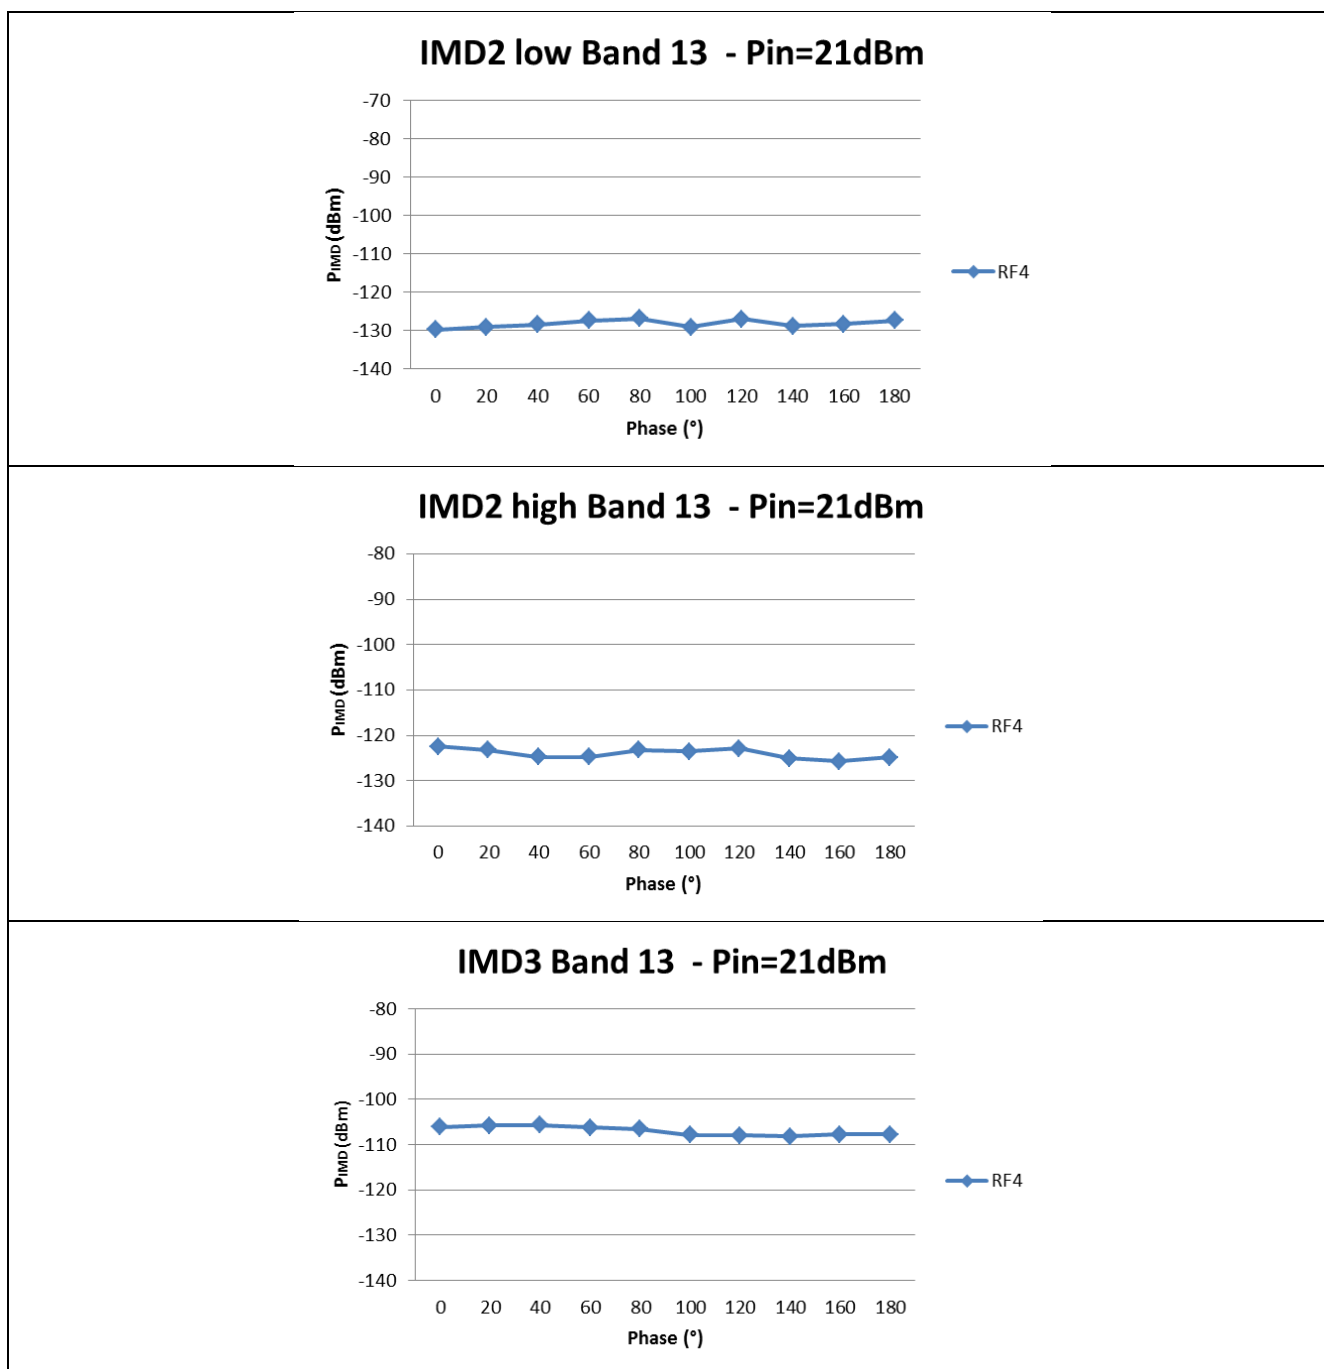 IMD2 low Band 13 - Pin=21dBm
-70
-80
-90
-100
-110
-120
-130
-140
PIMD (dBm)
0 20 40 60 80 100 120 140 160 180
Phase (°)
RF4
IMD2 high Band 13 - Pin=21dBm
-80
-90
-100
-110
-120
-130
-140
PIMD (dBm)
0 20 40 60 80 100 120 140 160 180
Phase (°)
RF4
IMD3 Band 13 - Pin=21dBm
-80
-90
-100
-110
-120
-130
-140
PIMD (dBm)
0 20 40 60 80 100 120 140 160 180
Phase (°)
RF4